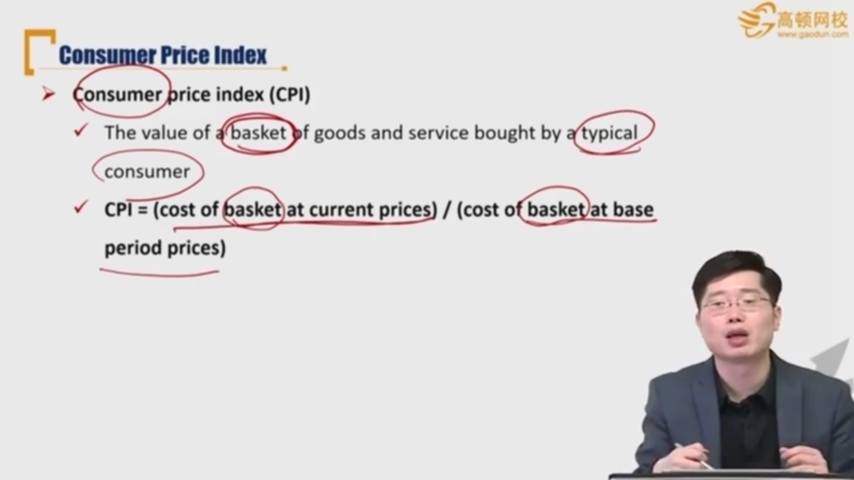 高顿网校
www.gaodun.com
Consumer Price Index
Consumer price index (CPI)
The value of a basket of goods and service bought by a typical
consumer
CPI = (cost of basket at current prices) / (cost of basket at base
period prices)